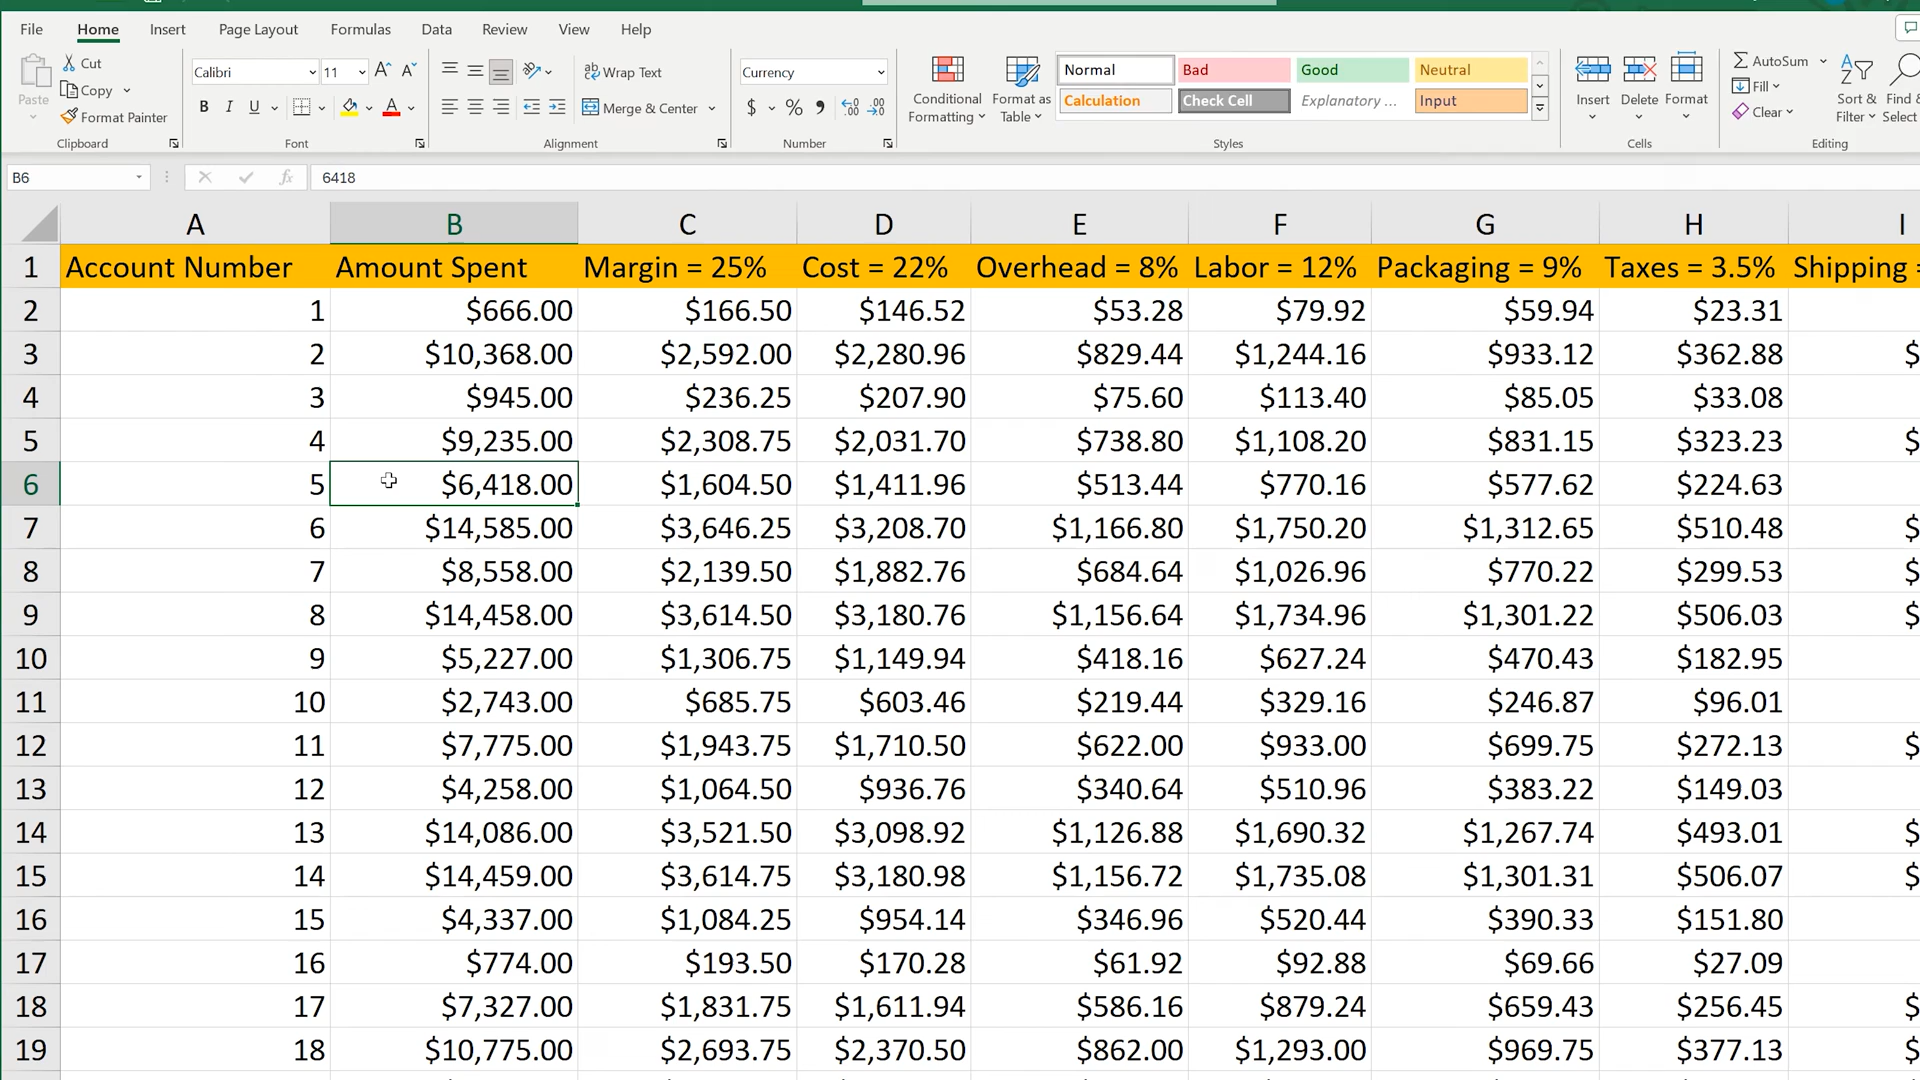 File Home Insert Page Layout Formulas Data Review View Help
Paste Cut Copy Format Painter Clipboard
Calibri 11 B I U Font
Wrap Text Merge & Center Alignment
Currency $ % Number
Conditional Formatting Format as Table
Normal Bad Good Neutral
Calculation Check Cell Explanatory ... Input
Styles
Insert Delete Format Cells
AutoSum Fill Clear Sort & Filter Find & Select Editing
B6 fx 6418
A B C D E F G H I
1 Account Number Amount Spent Margin = 25% Cost = 22% Overhead = 8% Labor = 12% Packaging = 9% Taxes = 3.5% Shipping =
2 1 $666.00 $166.50 $146.52 $53.28 $79.92 $59.94 $23.31
3 2 $10,368.00 $2,592.00 $2,280.96 $829.44 $1,244.16 $933.12 $362.88 $
4 3 $945.00 $236.25 $207.90 $75.60 $113.40 $85.05 $33.08
5 4 $9,235.00 $2,308.75 $2,031.70 $738.80 $1,108.20 $831.15 $323.23 $
6 5 $6,418.00 $1,604.50 $1,411.96 $513.44 $770.16 $577.62 $224.63
7 6 $14,585.00 $3,646.25 $3,208.70 $1,166.80 $1,750.20 $1,312.65 $510.48 $
8 7 $8,558.00 $2,139.50 $1,882.76 $684.64 $1,026.96 $770.22 $299.53 $
9 8 $14,458.00 $3,614.50 $3,180.76 $1,156.64 $1,734.96 $1,301.22 $506.03 $
10 9 $5,227.00 $1,306.75 $1,149.94 $418.16 $627.24 $470.43 $182.95
11 10 $2,743.00 $685.75 $603.46 $219.44 $329.16 $246.87 $96.01
12 11 $7,775.00 $1,943.75 $1,710.50 $622.00 $933.00 $699.75 $272.13 $
13 12 $4,258.00 $1,064.50 $936.76 $340.64 $510.96 $383.22 $149.03
14 13 $14,086.00 $3,521.50 $3,098.92 $1,126.88 $1,690.32 $1,267.74 $493.01 $
15 14 $14,459.00 $3,614.75 $3,180.98 $1,156.72 $1,735.08 $1,301.31 $506.07 $
16 15 $4,337.00 $1,084.25 $954.14 $346.96 $520.44 $390.33 $151.80
17 16 $774.00 $193.50 $170.28 $61.92 $92.88 $69.66 $27.09
18 17 $7,327.00 $1,831.75 $1,611.94 $586.16 $879.24 $659.43 $256.45 $
19 18 $10,775.00 $2,693.75 $2,370.50 $862.00 $1,293.00 $969.75 $377.13 $